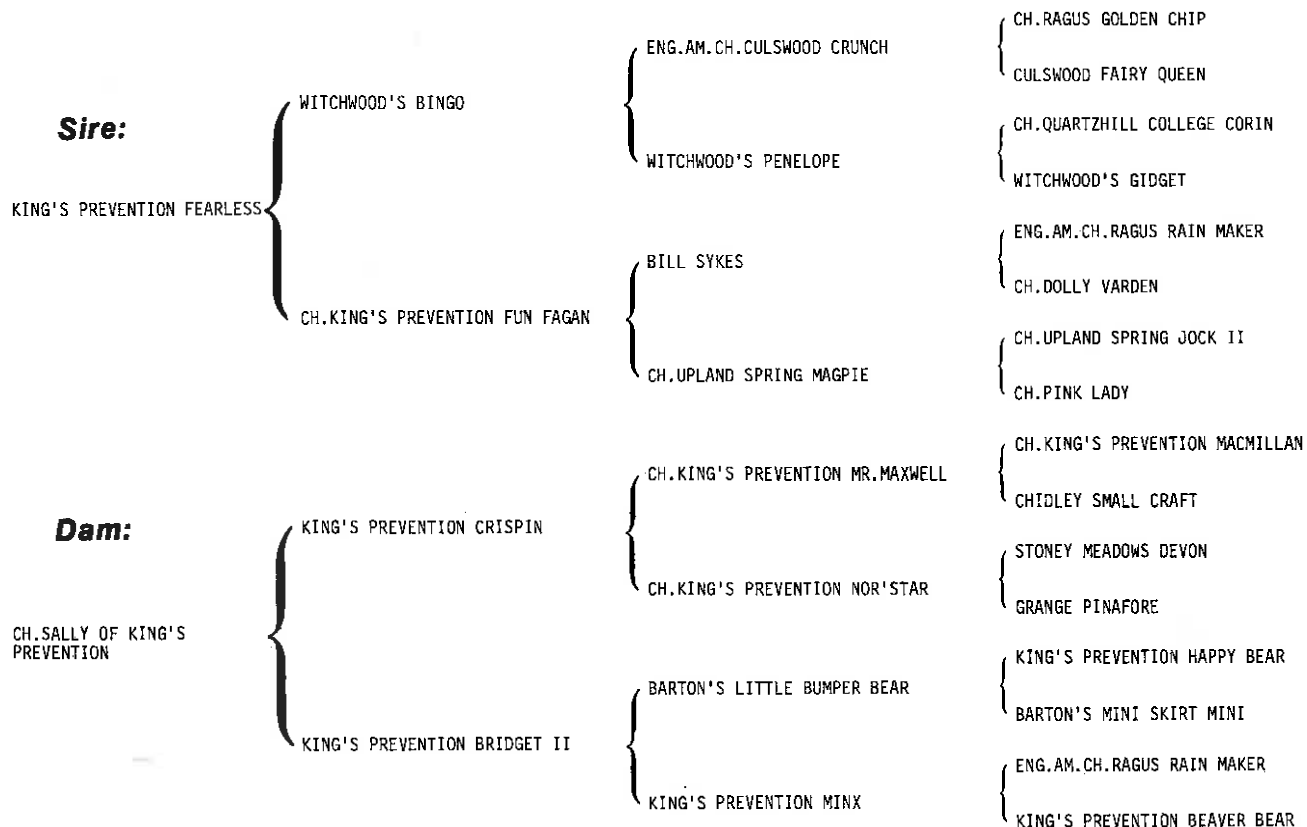 CH.RAGUS GOLDEN CHIP
ENG.AM.CH.CULSWOOD CRUNCH
CULSWOOD FAIRY QUEEN
WITCHWOOD'S BINGO
Sire:
CH.QUARTZHILL COLLEGE CORIN
WITCHWOOD'S PENELOPE
WITCHWOOD'S GIDGET
KING'S PREVENTION FEARLESS
ENG.AM.CH.RAGUS RAIN MAKER
BILL SYKES
CH.DOLLY VARDEN
CH.KING'S PREVENTION FUN FAGAN
CH.UPLAND SPRING JOCK II
CH.UPLAND SPRING MAGPIE
CH.PINK LADY
CH.KING'S PREVENTION MACMILLAN
CH.KING'S PREVENTION MR.MAXWELL
CHIDLEY SMALL CRAFT
Dam:
KING'S PREVENTION CRISPIN
STONEY MEADOWS DEVON
CH.KING'S PREVENTION NOR'STAR
GRANGE PINAFORE
CH.SALLY OF KING'S
PREVENTION
KING'S PREVENTION HAPPY BEAR
BARTON'S LITTLE BUMPER BEAR
BARTON'S MINI SKIRT MINI
KING'S PREVENTION BRIDGET II
ENG.AM.CH.RAGUS RAIN MAKER
KING'S PREVENTION MINX
KING'S PREVENTION BEAVER BEAR